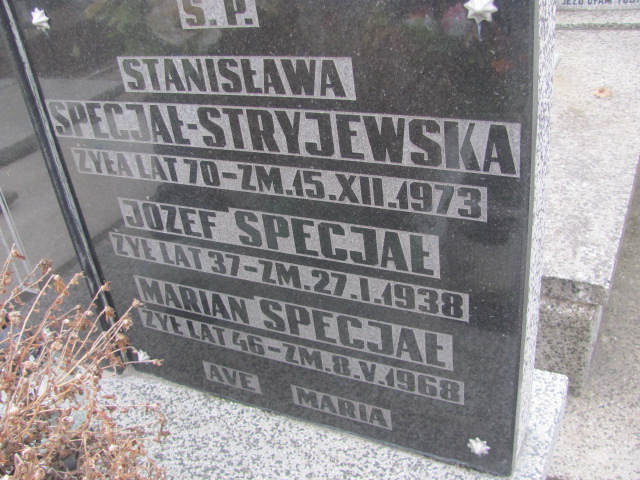 Ś. P.
STANISŁAWA
SPECJAŁ-STRYJEWSKA
ŻYŁA LAT 70-ZM.15.XII.1973
JÓZEF SPECJAŁ
ŻYŁ LAT 37-ZM.27.I.1938
MARIAN SPECJAŁ
ŻYŁ LAT 46-ZM.8.V.1968
AVE MARIA